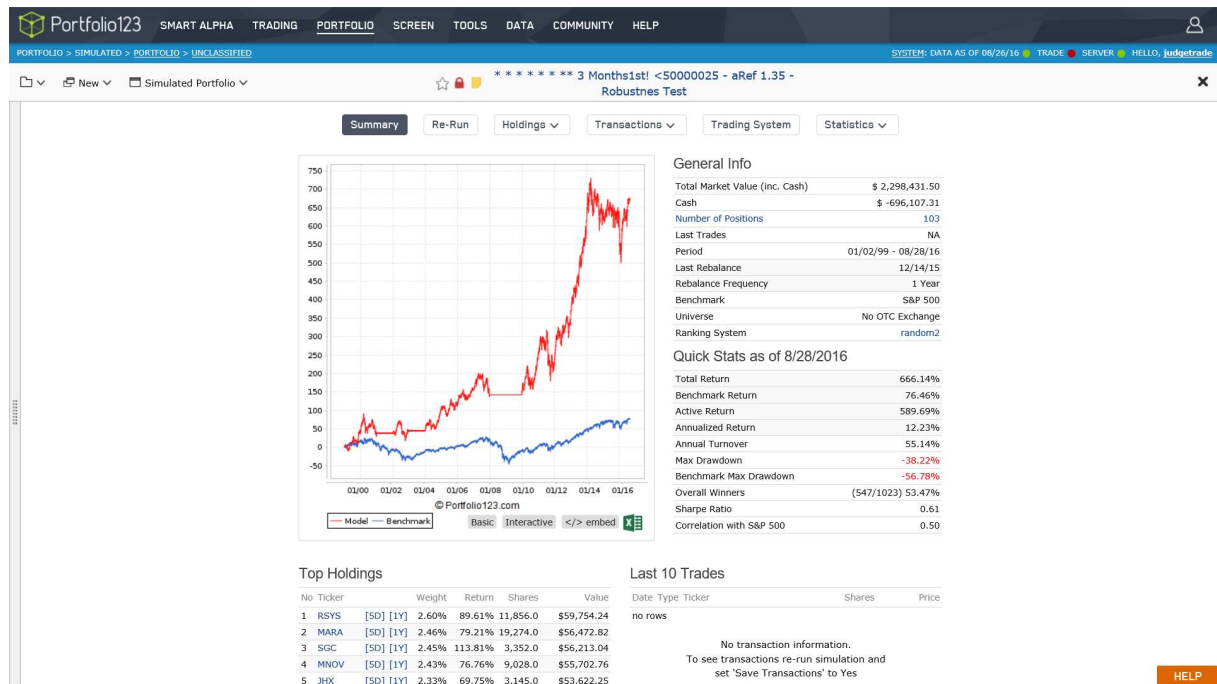 Portfolio123 SMART ALPHA TRADING PORTFOLIO SCREEN TOOLS DATA COMMUNITY HELP
PORTFOLIO > SIMULATED > PORTFOLIO > UNCLASSIFIED SYSTEM: DATA AS OF 08/26/16 TRADE SERVER HELLO, judgetrade
New Simulated Portfolio
* * * * * * ** 3 Months1st! <50000025 - aRef 1.35 -
Robustnes Test
Summary Re-Run Holdings Transactions Trading System Statistics
750
700
650
600
550
500
450
400
350
300
250
200
150
100
50
0
-50
01/00 01/02 01/04 01/06 01/08 01/10 01/12 01/14 01/16
© Portfolio123.com
Model Benchmark Basic Interactive </> embed
General Info
Total Market Value (inc. Cash) $ 2,298,431.50
Cash $ -696,107.31
Number of Positions 103
Last Trades NA
Period 01/02/99 - 08/28/16
Last Rebalance 12/14/15
Rebalance Frequency 1 Year
Benchmark S&P 500
Universe No OTC Exchange
Ranking System random2
Quick Stats as of 8/28/2016
Total Return 666.14%
Benchmark Return 76.46%
Active Return 589.69%
Annualized Return 12.23%
Annual Turnover 55.14%
Max Drawdown -38.22%
Benchmark Max Drawdown -56.78%
Overall Winners (547/1023) 53.47%
Sharpe Ratio 0.61
Correlation with S&P 500 0.50
Top Holdings
No Ticker Weight Return Shares Value
1 RSYS [5D] [1Y] 2.60% 89.61% 11,856.0 $59,754.24
2 MARA [5D] [1Y] 2.46% 79.21% 19,274.0 $56,472.82
3 SGC [5D] [1Y] 2.45% 113.81% 3,352.0 $56,213.04
4 MNOV [5D] [1Y] 2.43% 76.76% 9,028.0 $55,702.76
5 JHX [5D] [1Y] 2.33% 69.75% 3,145.0 $53,622.25
Last 10 Trades
Date Type Ticker Shares Price
no rows
No transaction information.
To see transactions re-run simulation and
set 'Save Transactions' to Yes
HELP